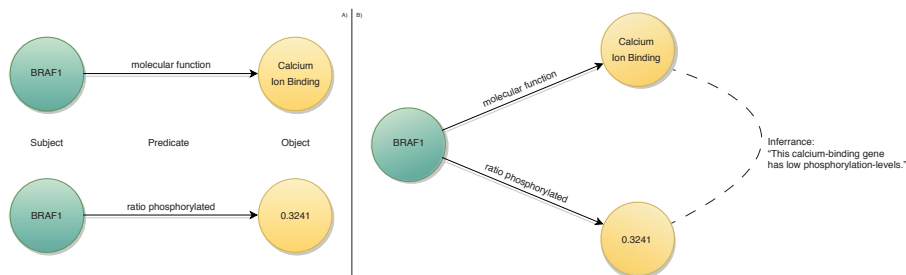 A)
B)
BRAF1
molecular function
Calcium
Ion Binding
Subject
Predicate
Object
BRAF1
ratio phosphorylated
0.3241
BRAF1
molecular function
Calcium
Ion Binding
ratio phosphorylated
0.3241
Inferrance:
"This calcium-binding gene
has low phosphorylation-levels."